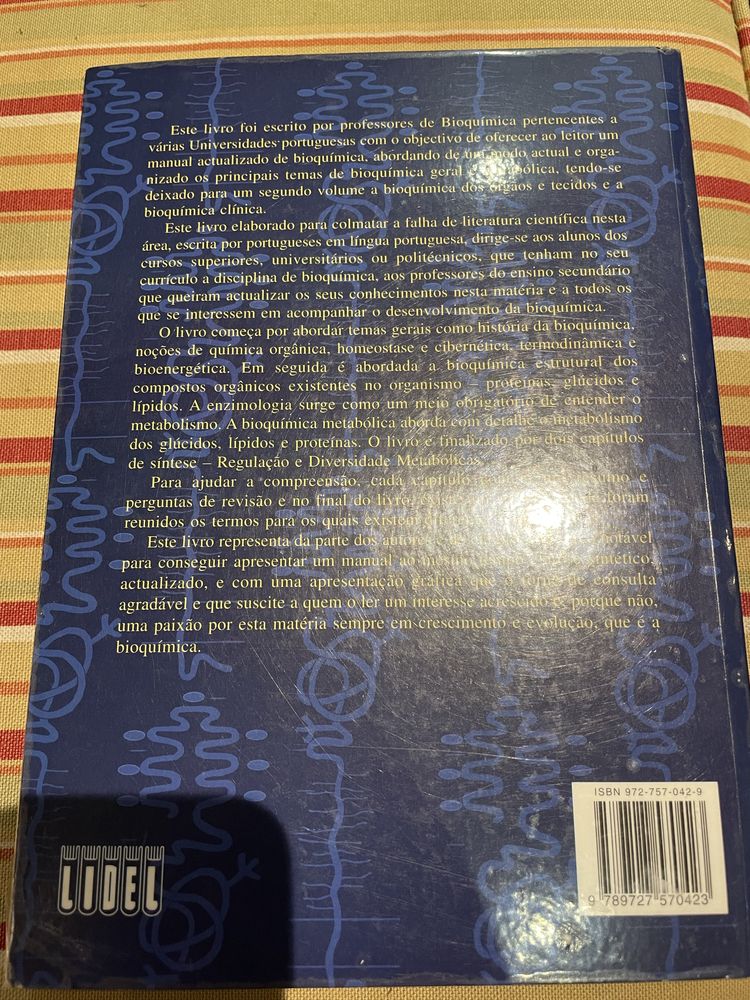 Este livro foi escrito por professores de Bioquímica pertencentes a
várias Universidades portuguesas com o objectivo de oferecer ao leitor um
manual actualizado de bioquímica, abordando de um modo actual e orga-
nizado os principais temas de bioquímica geral e metabólica, tendo-se
deixado para um segundo volume a bioquímica dos órgãos e tecidos e a
bioquímica clínica.
Este livro elaborado para colmatar a falha de literatura científica nesta
área, escrita por portugueses em língua portuguesa, dirige-se aos alunos dos
cursos superiores, universitários ou politécnicos, que tenham no seu
currículo a disciplina de bioquímica, aos professores do ensino secundário
que queiram actualizar os seus conhecimentos nesta matéria e a todos os
que se interessem em acompanhar o desenvolvimento da bioquímica.
O livro começa por abordar temas gerais como história da bioquímica,
noções de química orgânica, homeostase e cibernética, termodinâmica e
bioenergética. Em seguida é abordada a bioquímica estrutural dos
compostos orgânicos existentes no organismo – proteínas, glúcidos e
lípidos. A enzimologia surge como um meio obrigatório de entender o
metabolismo. A bioquímica metabólica aborda com detalhe o metabolismo
dos glúcidos, lípidos e proteínas. O livro é finalizado por dois capítulos
de síntese – Regulação e Diversidade Metabólicas.
Para ajudar a compreensão, cada capítulo resumo e
perguntas de revisão e no final do livro foram
reunidos os termos para os quais existem
Este livro representa da parte dos autores notável
para conseguir apresentar um manual ao mesmo sintético,
actualizado, e com uma apresentação gráfica que o torne de consulta
agradável e que suscite a quem o ler um interesse acrescido e, porque não,
uma paixão por esta matéria sempre em crescimento e evolução, que é a
bioquímica.
ISBN 972-757-042-9
9 789727 570423
LIDEL